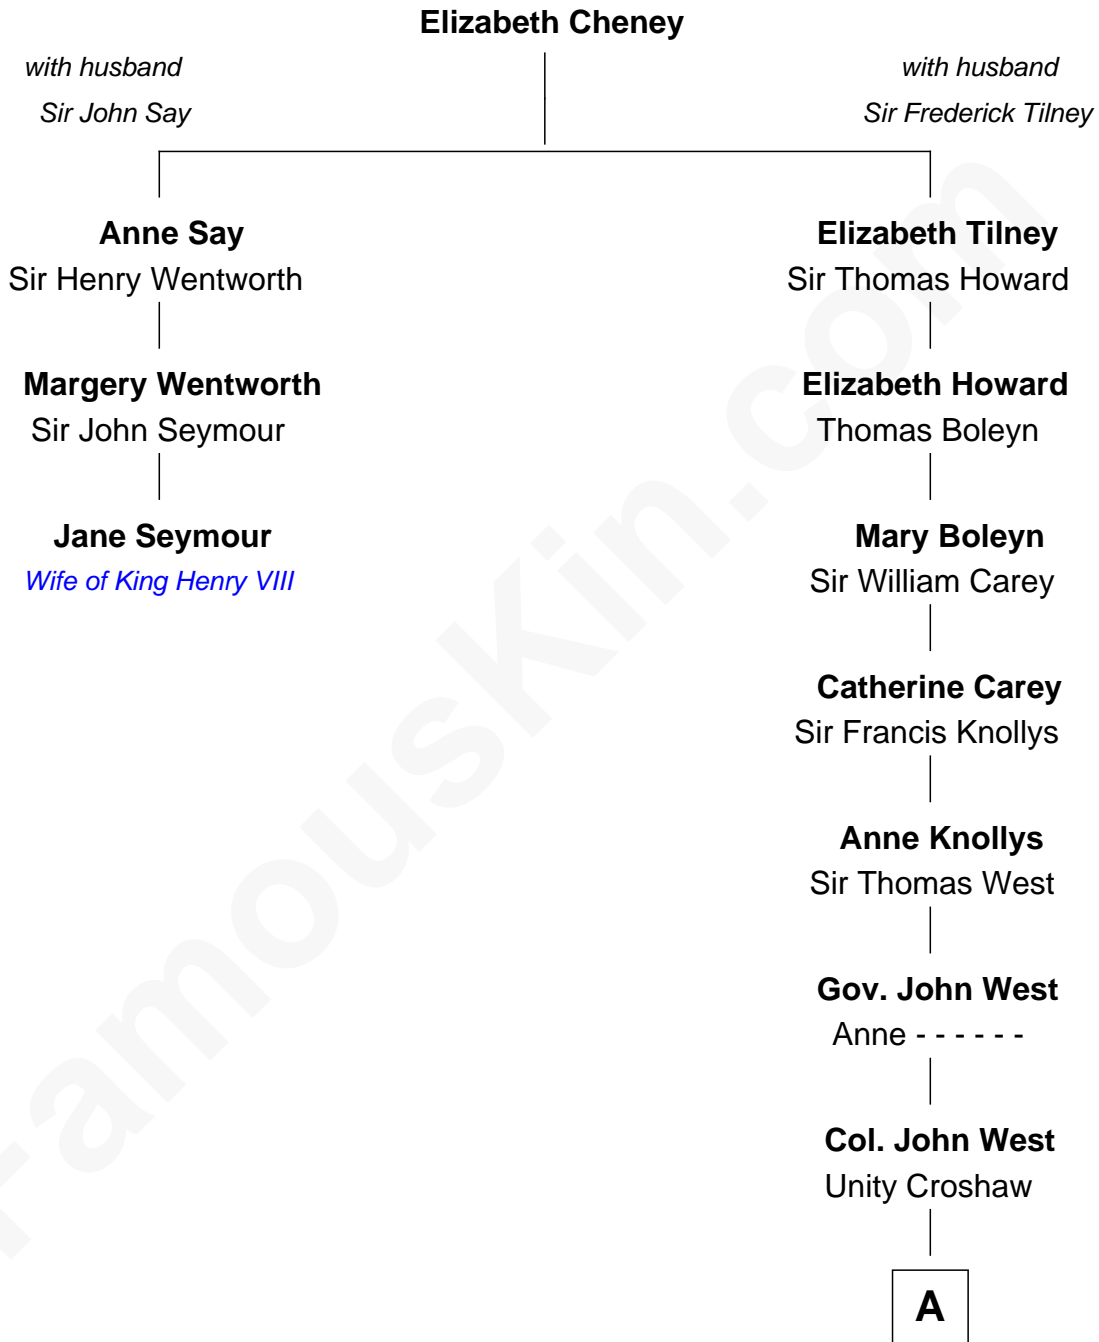 Elizabeth Cheney
with husband
Sir John Say
with husband
Sir Frederick Tilney
Anne Say
Sir Henry Wentworth
Elizabeth Tilney
Sir Thomas Howard
Margery Wentworth
Sir John Seymour
Elizabeth Howard
Thomas Boleyn
Jane Seymour
Wife of King Henry VIII
Mary Boleyn
Sir William Carey
Catherine Carey
Sir Francis Knollys
Anne Knollys
Sir Thomas West
Gov. John West
Anne - - - - - -
Col. John West
Unity Croshaw
A
FamousKin.com